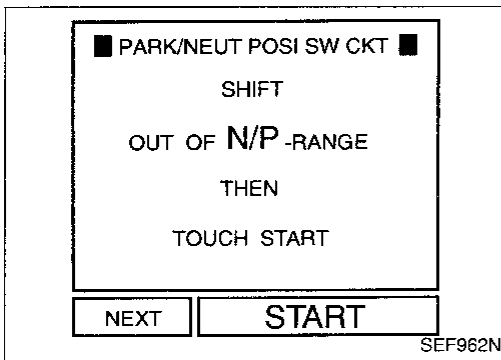 ■ PARK/NEUT POSI SW CKT ■
SHIFT
OUT OF N/P -RANGE
THEN
TOUCH START
NEXT
START
SEF962N